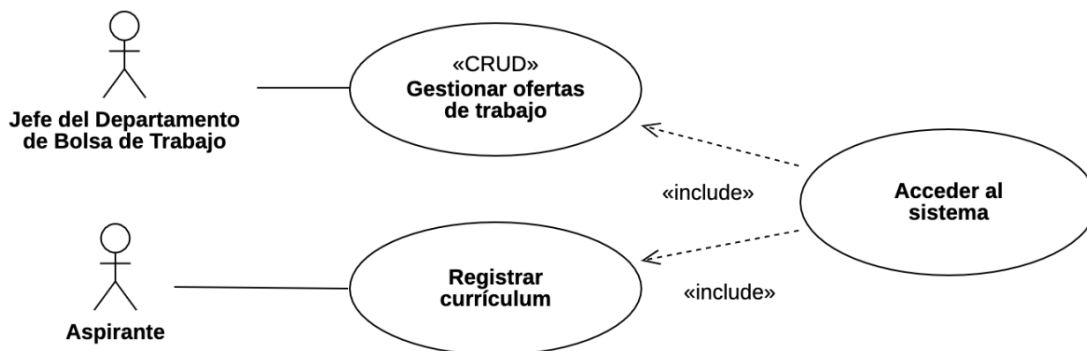 «CRUD»
Gestionar ofertas
de trabajo
Jefe del Departamento
de Bolsa de Trabajo
«include»
Acceder al
sistema
Registrar
currículum
«include»
Aspirante